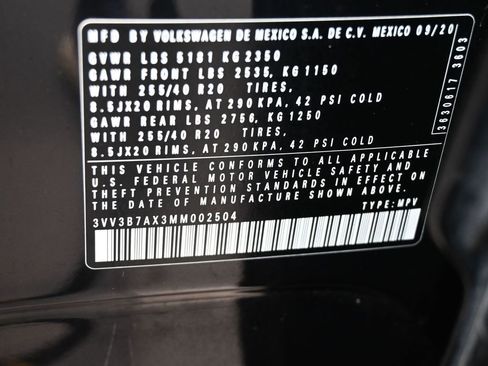 MFD BY VOLKSWAGEN DE MEXICO S.A. DE C.V. MEXICO 09/20
GVWR LBS 5181 KG 2350
GAWR FRONT LBS 2535, KG 1150
WITH 255/40 R20 TIRES,
8.5JX20 RIMS, AT 290 KPA, 42 PSI COLD
GAWR REAR LBS 2756, KG 1250
WITH 255/40 R20 TIRES,
8.5JX20 RIMS, AT 290 KPA, 42 PSI COLD
THIS VEHICLE CONFORMS TO ALL APPLICABLE
U.S. FEDERAL MOTOR VEHICLE SAFETY AND
THEFT PREVENTION STANDARDS IN EFFECT ON
THE DATE OF MANUFACTURE SHOWN ABOVE.
3VV3B7AX3MM002504 TYPE: MPV
3630617 3603